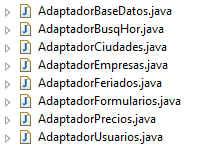 AdaptadorBaseDatos.java
AdaptadorBusqHor.java
AdaptadorCiudades.java
AdaptadorEmpresas.java
AdaptadorFeriados.java
AdaptadorFormularios.java
AdaptadorPrecios.java
AdaptadorUsuarios.java